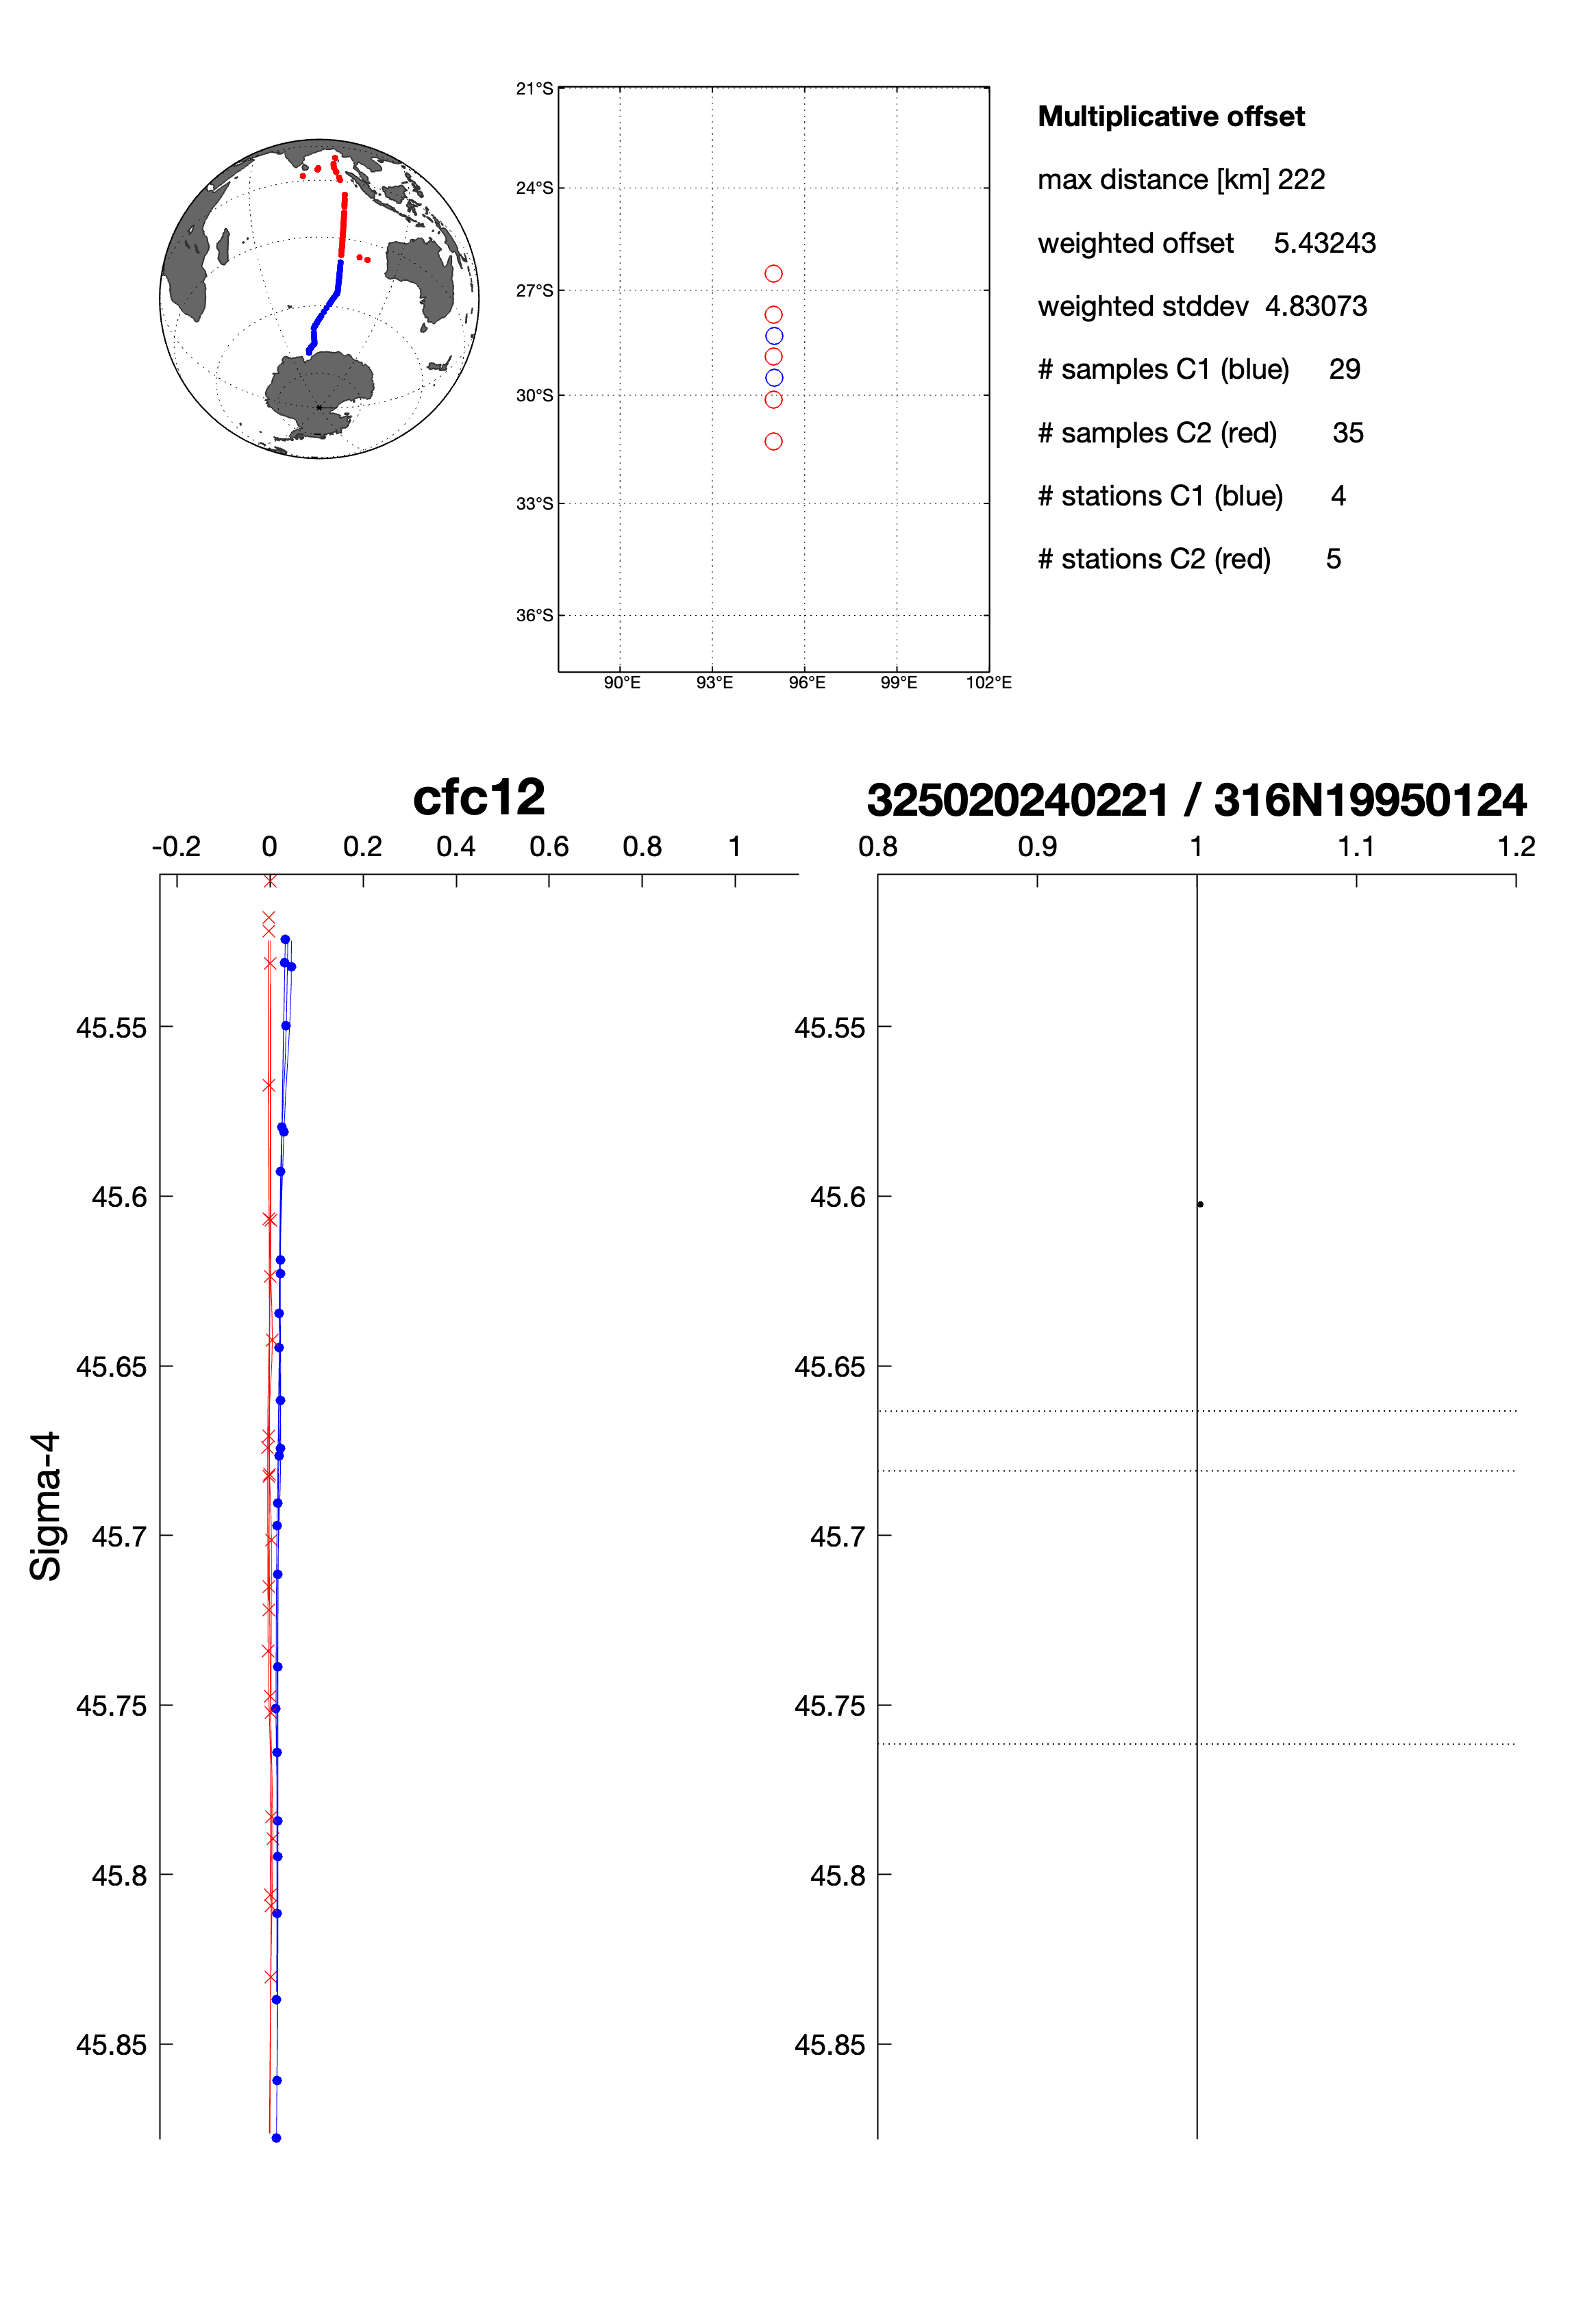 21°S
24°S
27°S
30°S
33°S
36°S
90°E 93°E 96°E 99°E 102°E
Multiplicative offset
max distance [km] 222
weighted offset 5.43243
weighted stddev 4.83073
# samples C1 (blue) 29
# samples C2 (red) 35
# stations C1 (blue) 4
# stations C2 (red) 5
cfc12
-0.2 0 0.2 0.4 0.6 0.8 1
45.55
45.6
45.65
45.7
45.75
45.8
45.85
Sigma-4
325020240221 / 316N19950124
0.8 0.9 1 1.1 1.2
45.55
45.6
45.65
45.7
45.75
45.8
45.85